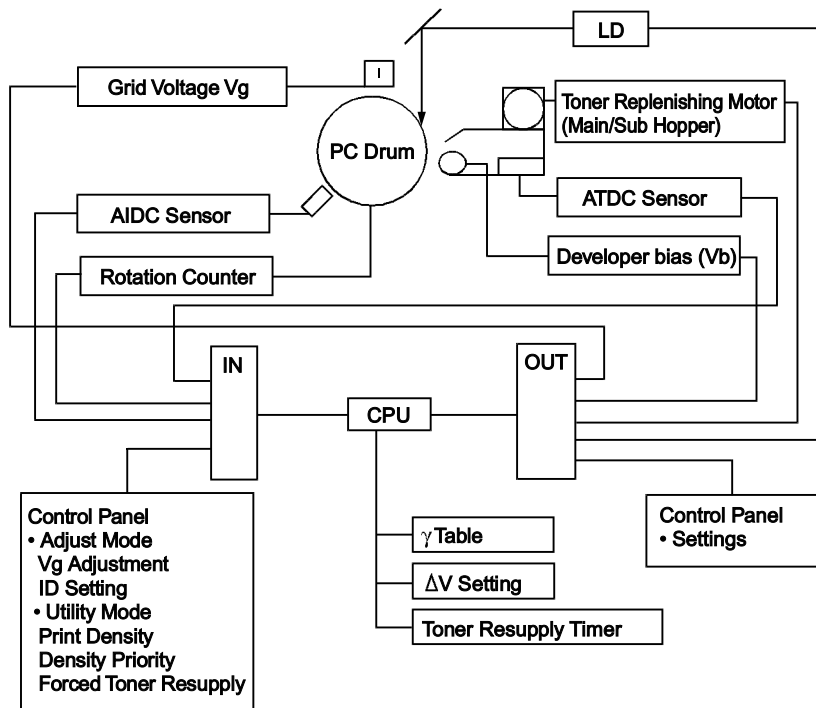 LD
I
Grid Voltage Vg
Toner Replenishing Motor
(Main/Sub Hopper)
PC Drum
AIDC Sensor
ATDC Sensor
Rotation Counter
Developer bias (Vb)
IN
OUT
CPU
Control Panel
• Adjust Mode
Vg Adjustment
ID Setting
• Utility Mode
Print Density
Density Priority
Forced Toner Resupply
γ Table
ΔV Setting
Toner Resupply Timer
Control Panel
• Settings